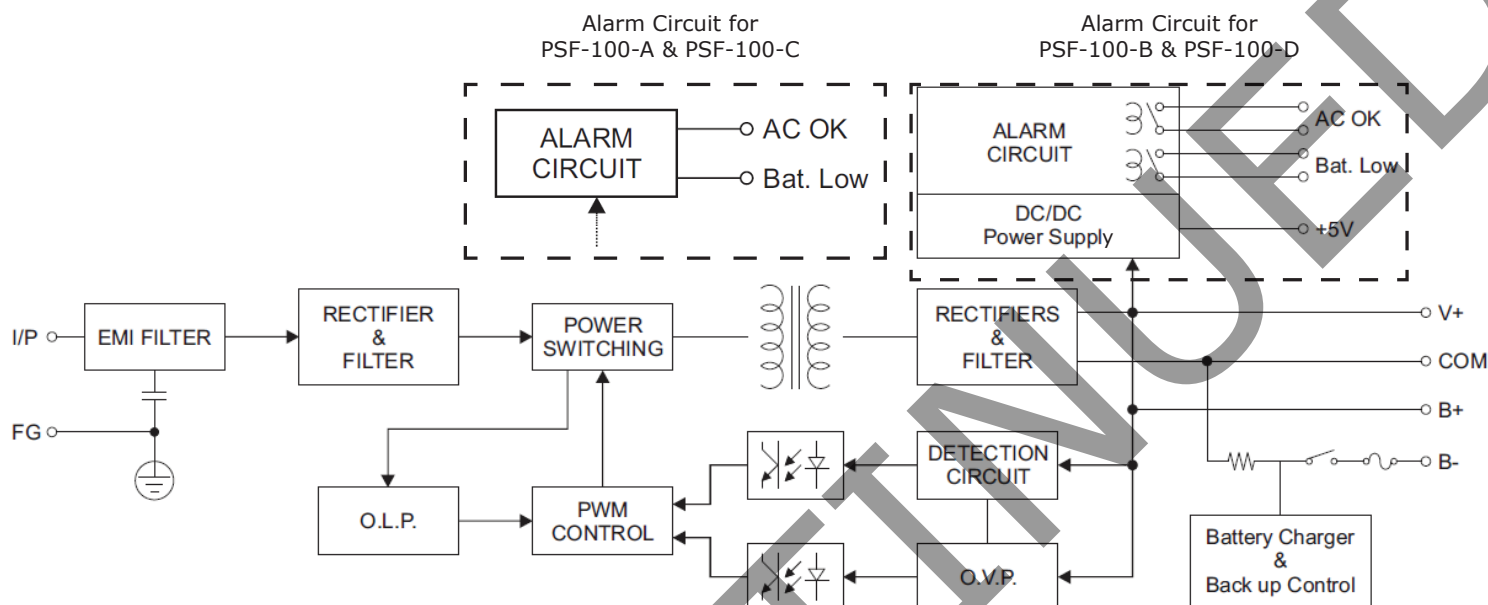 Alarm Circuit for
PSF-100-A & PSF-100-C
Alarm Circuit for
PSF-100-B & PSF-100-D
ALARM
CIRCUIT
AC OK
Bat. Low
ALARM
CIRCUIT
AC OK
Bat. Low
DC/DC
Power Supply
+5V
I/P
EMI FILTER
RECTIFIER
&
FILTER
POWER
SWITCHING
RECTIFIERS
&
FILTER
V+
COM
B+
B-
FG
O.L.P.
PWM
CONTROL
DETECTION
CIRCUIT
O.V.P.
Battery Charger
&
Back up Control
TINUED